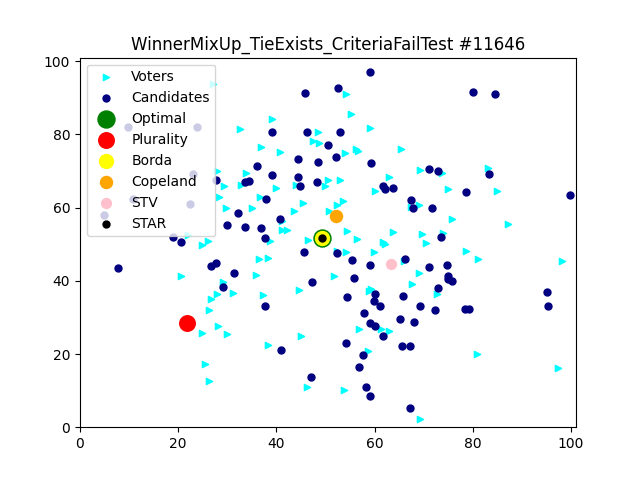 WinnerMixUp_TieExists_CriteriaFailTest #11646
100
80
60
40
20
0
0
20
40
60
80
100
Voters
Candidates
Optimal
Plurality
Borda
Copeland
STV
STAR